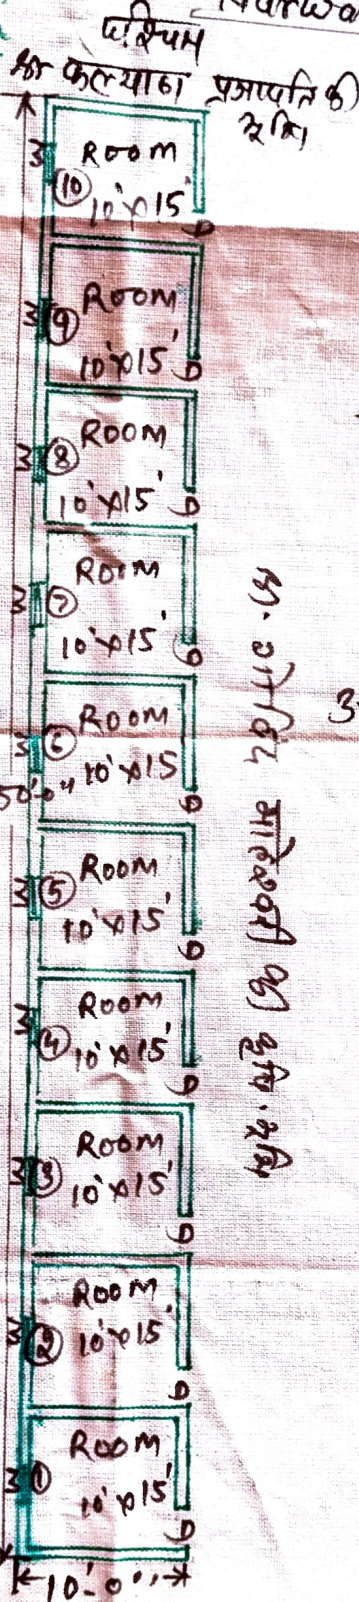 पश्चिम
श्री कल्याण प्रजापति की
भूमि
3 ROOM
⑩ 10'x15'
D
ROOM
3 ⑨
10'x15'
D
ROOM
3 ⑧
10'x15'
D
ROOM
3 ⑦
10'x15'
D
ROOM
3 ⑥
10'x15
50'-0"
D
ROOM
3 ⑤
10'x15'
D
ROOM
3 ④
10'x15'
D
ROOM
3 ③
10'x15'
D
ROOM
3 ②
10'x15'
D
ROOM
3 ①
10'x15'
D
10'-0"
3